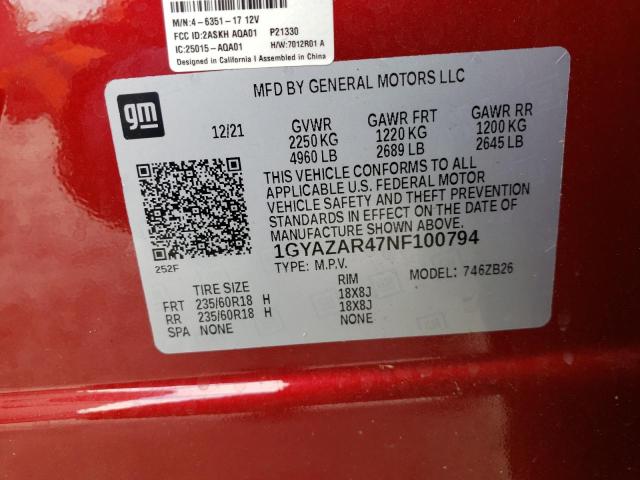 M/N:4-6351-17 12V
FCC ID:2ASKH AQA01 P21330
IC:25015-AQA01 H/W:7012R01 A
Designed in California I Assembled in China
MFD BY GENERAL MOTORS LLC
gm
12/21 GVWR GAWR FRT GAWR RR
2250 KG 1220 KG 1200 KG
4960 LB 2689 LB 2645 LB
THIS VEHICLE CONFORMS TO ALL
APPLICABLE U.S. FEDERAL MOTOR
VEHICLE SAFETY AND THEFT PREVENTION
STANDARDS IN EFFECT ON THE DATE OF
MANUFACTURE SHOWN ABOVE.
1GYAZAR47NF100794
252F
TYPE: M.P.V. MODEL: 746ZB26
TIRE SIZE RIM
FRT 235/60R18 H 18X8J
RR 235/60R18 H 18X8J
SPA NONE NONE